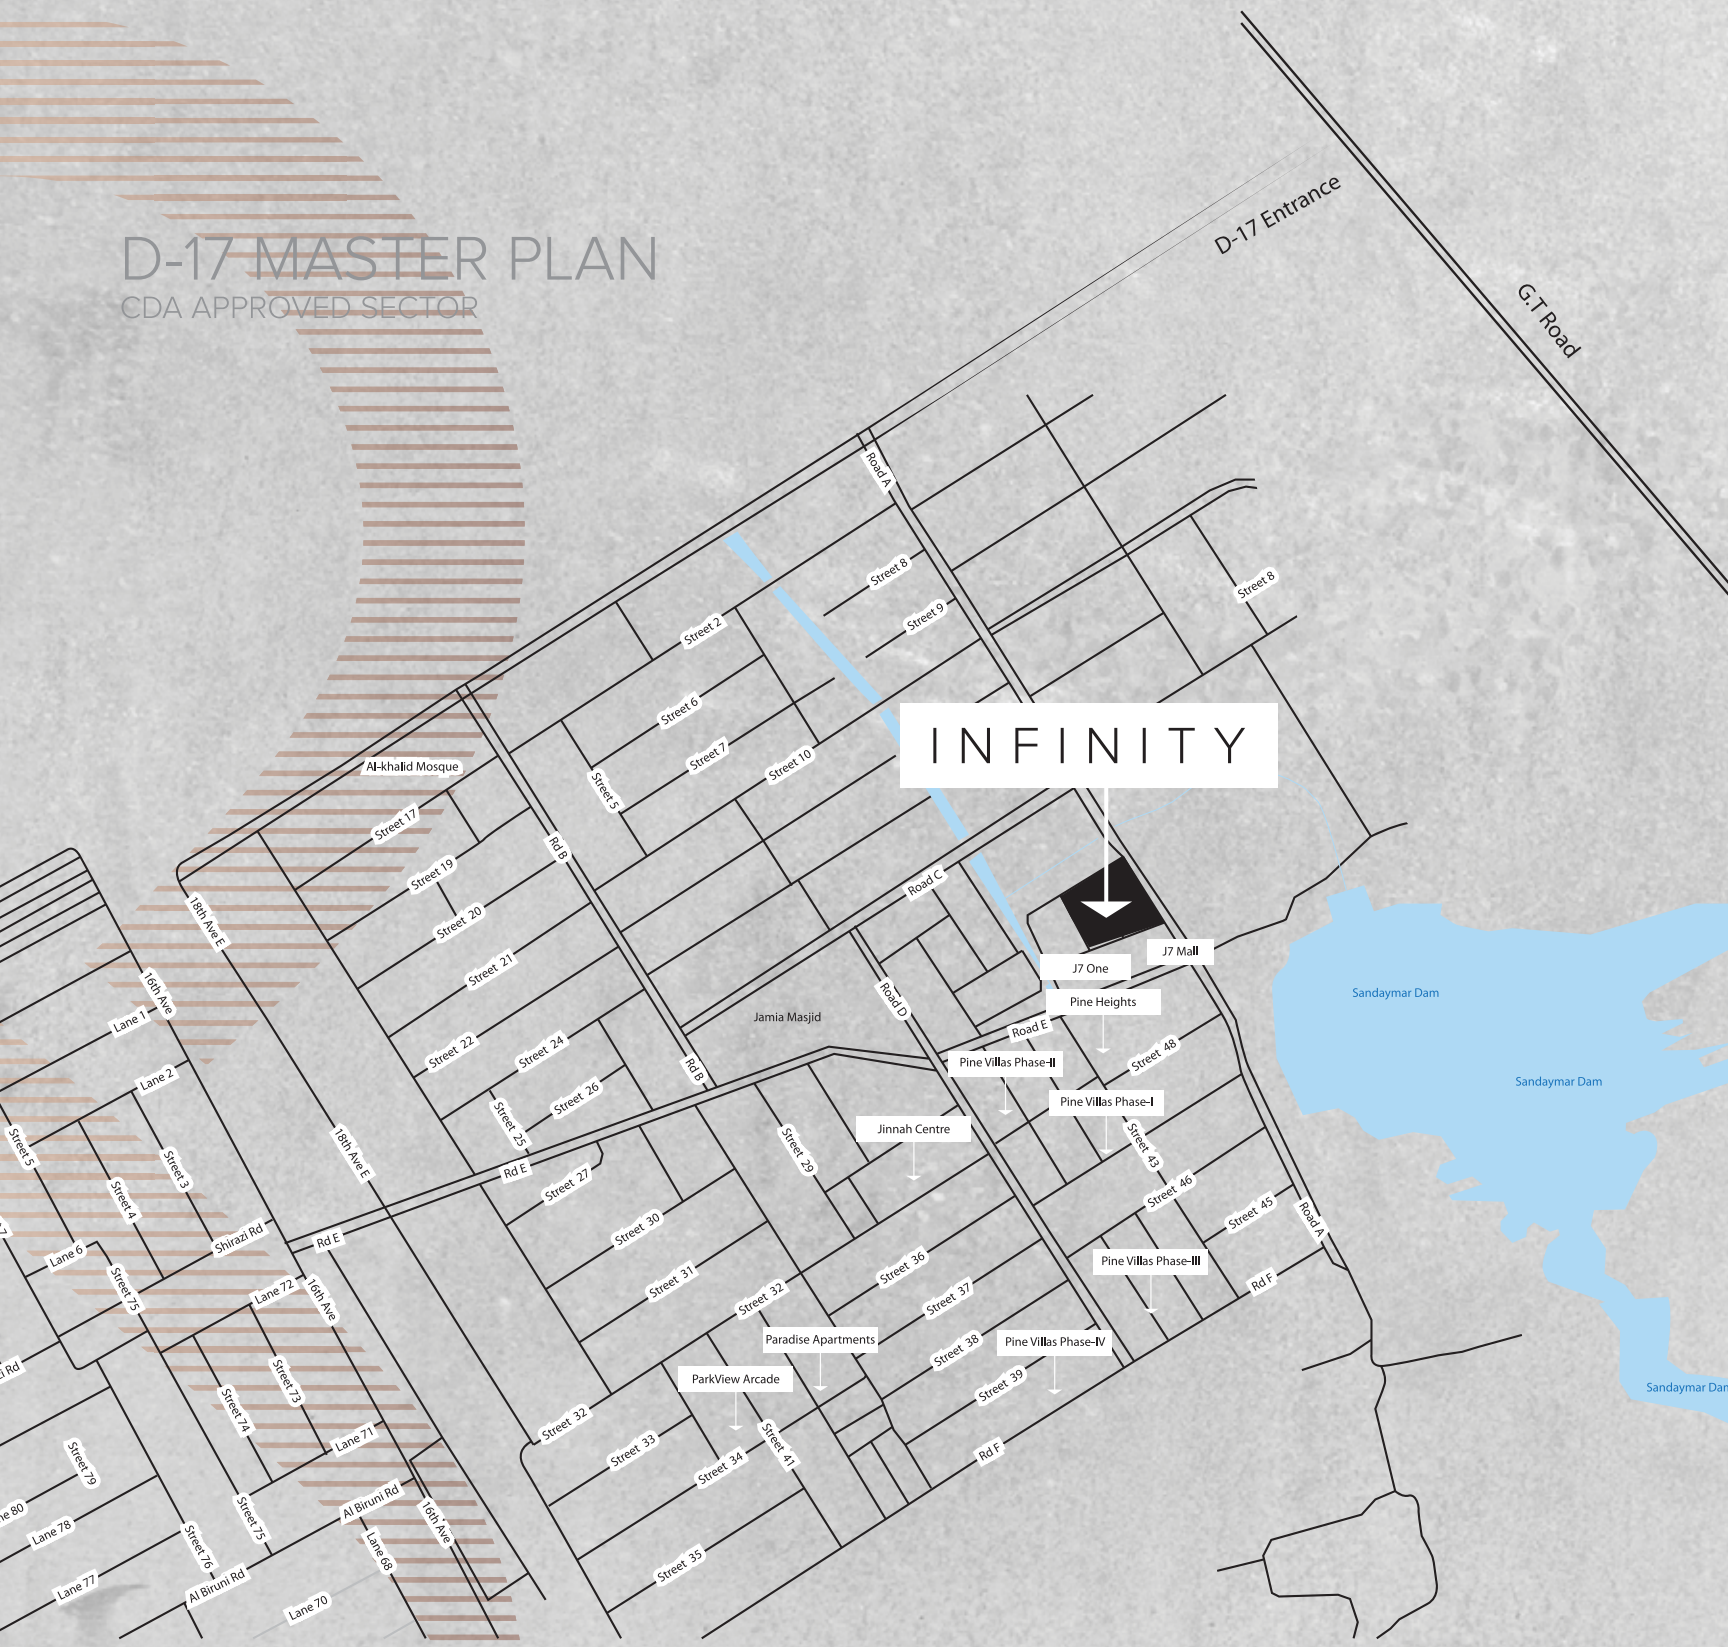 D-17 MASTER PLAN
CDA APPROVED SECTOR
D-17 Entrance
G.T Road
Road A
Street 8
Street 8
Street 9
Street 2
Street 6
Street 7
Street 10
Street 5
INFINITY
Al-khalid Mosque
Street 17
Rd B
Street 19
Street 20
Road C
18th Ave E
Street 21
J7 Mall
J7 One
Pine Heights
Sandaymar Dam
16th Ave
Road D
Lane 1
Jamia Masjid
Road E
Street 22
Street 24
Rd B
Street 48
Pine Villas Phase-II
Sandaymar Dam
Lane 2
Street 26
Pine Villas Phase-I
Street 25
Jinnah Centre
Street 5
18th Ave E
Street 29
Street 43
Street 3
Rd E
Street 27
Street 46
Street 4
Street 45
Road A
Street 30
Shirazi Rd
Rd E
Lane 6
Pine Villas Phase-III
Street 36
Street 31
Rd F
Street 75
Lane 72
16th Ave
Street 32
Street 37
Paradise Apartments
Pine Villas Phase-IV
Street 38
ParkView Arcade
Street 39
Sandaymar Dam
Street 73
Street 74
Street 32
Lane 71
Street 33
Street 41
Rd F
Street 34
Street 79
Al Biruni Rd
Street 75
16th Ave
Lane 78
Street 76
Lane 68
Street 35
Lane 77
Al Biruni Rd
Lane 70